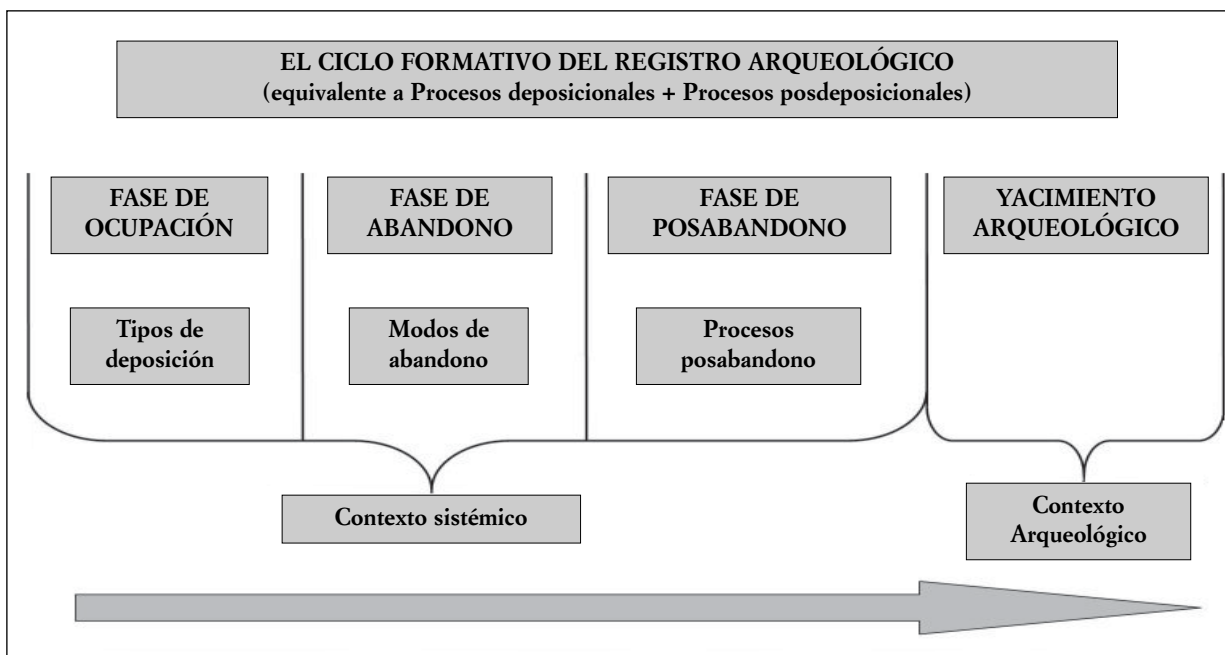 EL CICLO FORMATIVO DEL REGISTRO ARQUEOLÓGICO
(equivalente a Procesos deposicionales + Procesos posdeposicionales)
FASE DE
OCUPACIÓN
FASE DE
ABANDONO
FASE DE
POSABANDONO
YACIMIENTO
ARQUEOLÓGICO
Tipos de
deposición
Modos de
abandono
Procesos
posabandono
Contexto sistémico
Contexto
Arqueológico